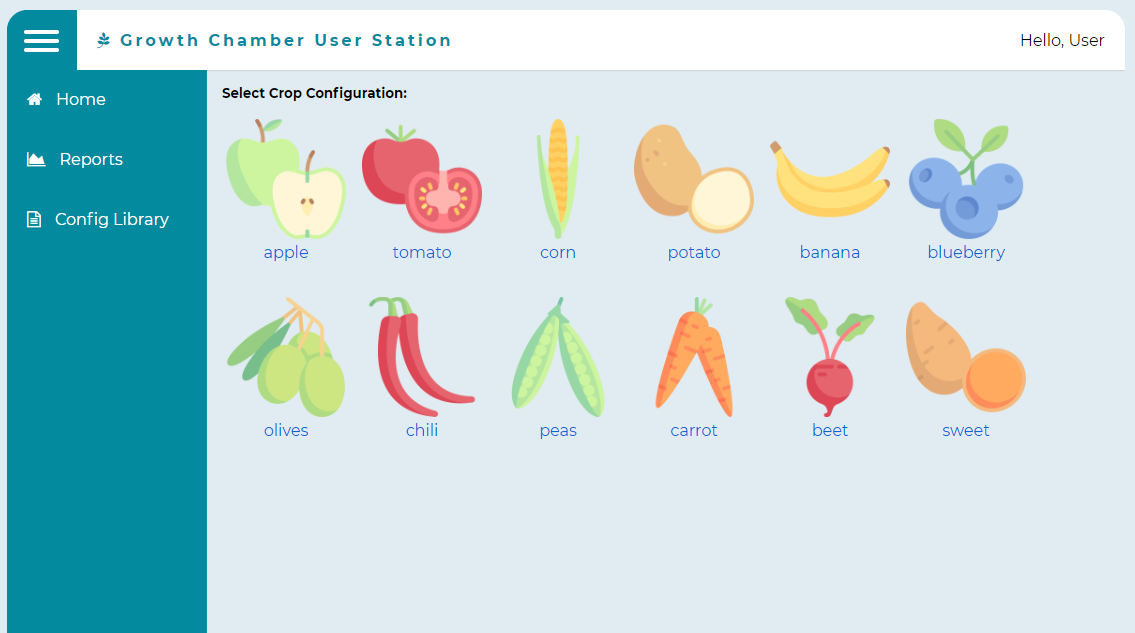 Growth Chamber User Station
Hello, User
Home
Reports
Config Library
Select Crop Configuration:
apple
tomato
corn
potato
banana
blueberry
olives
chili
peas
carrot
beet
sweet